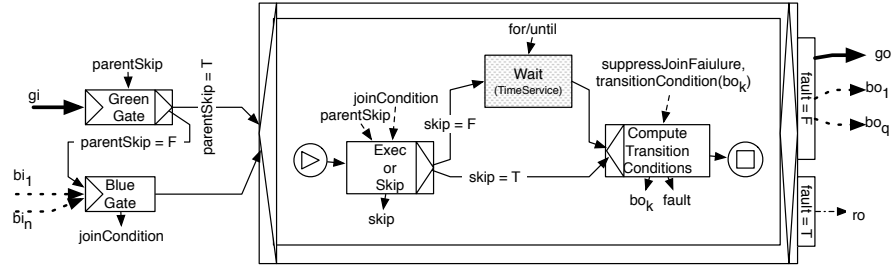 for/until
parentSkip
gi
Green
Gate
parentSkip = T
parentSkip = F
bi1
bin
Blue
Gate
joinCondition
joinCondition
parentSkip
Exec
or
Skip
skip
skip = F
skip = T
Wait
(TimeService)
suppressJoinFaiulure,
transitionCondition(bok)
Compute
Transition
Conditions
bok
fault
fault = F
fault = T
go
bo1
boq
ro